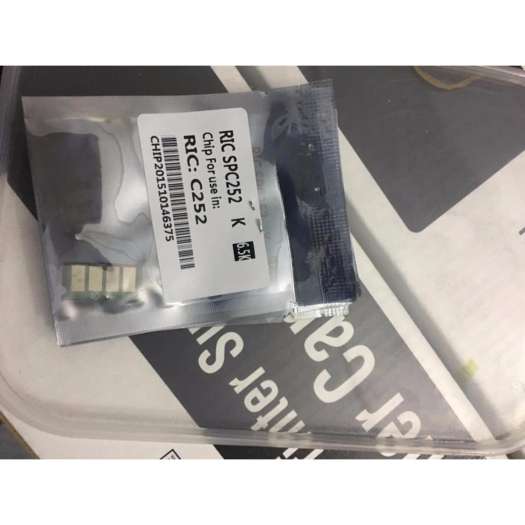 RIC SPC252 K 6.5K
Chip For use in:
RIC: C252
CHIP201510146375